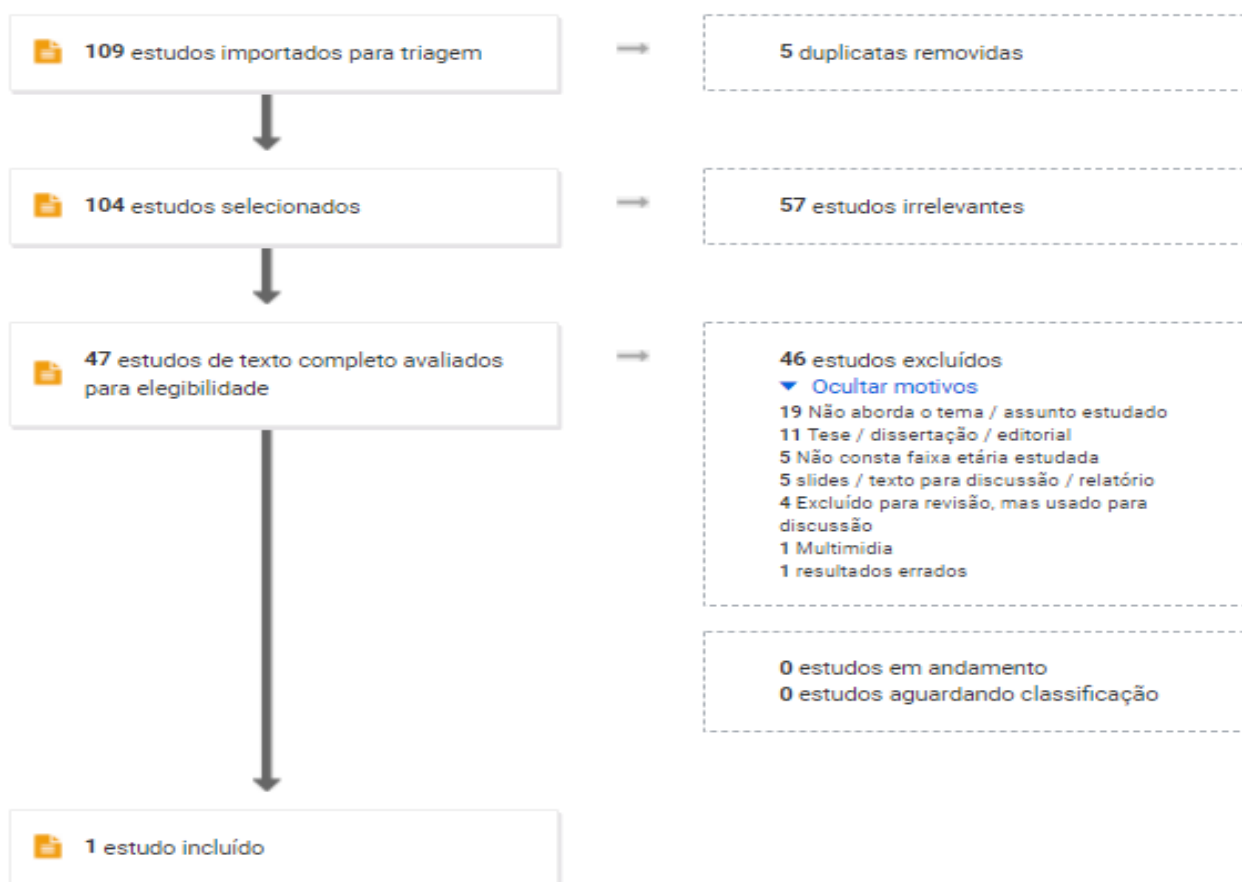 109 estudos importados para triagem
5 duplicatas removidas
104 estudos selecionados
57 estudos irrelevantes
47 estudos de texto completo avaliados
para elegibilidade
46 estudos excluídos
Ocultar motivos
19 Não aborda o tema / assunto estudado
11 Tese / dissertação / editorial
5 Não consta faixa etária estudada
5 slides / texto para discussão / relatório
4 Excluído para revisão, mas usado para
discussão
1 Multimidia
1 resultados errados
0 estudos em andamento
0 estudos aguardando classificação
1 estudo incluído